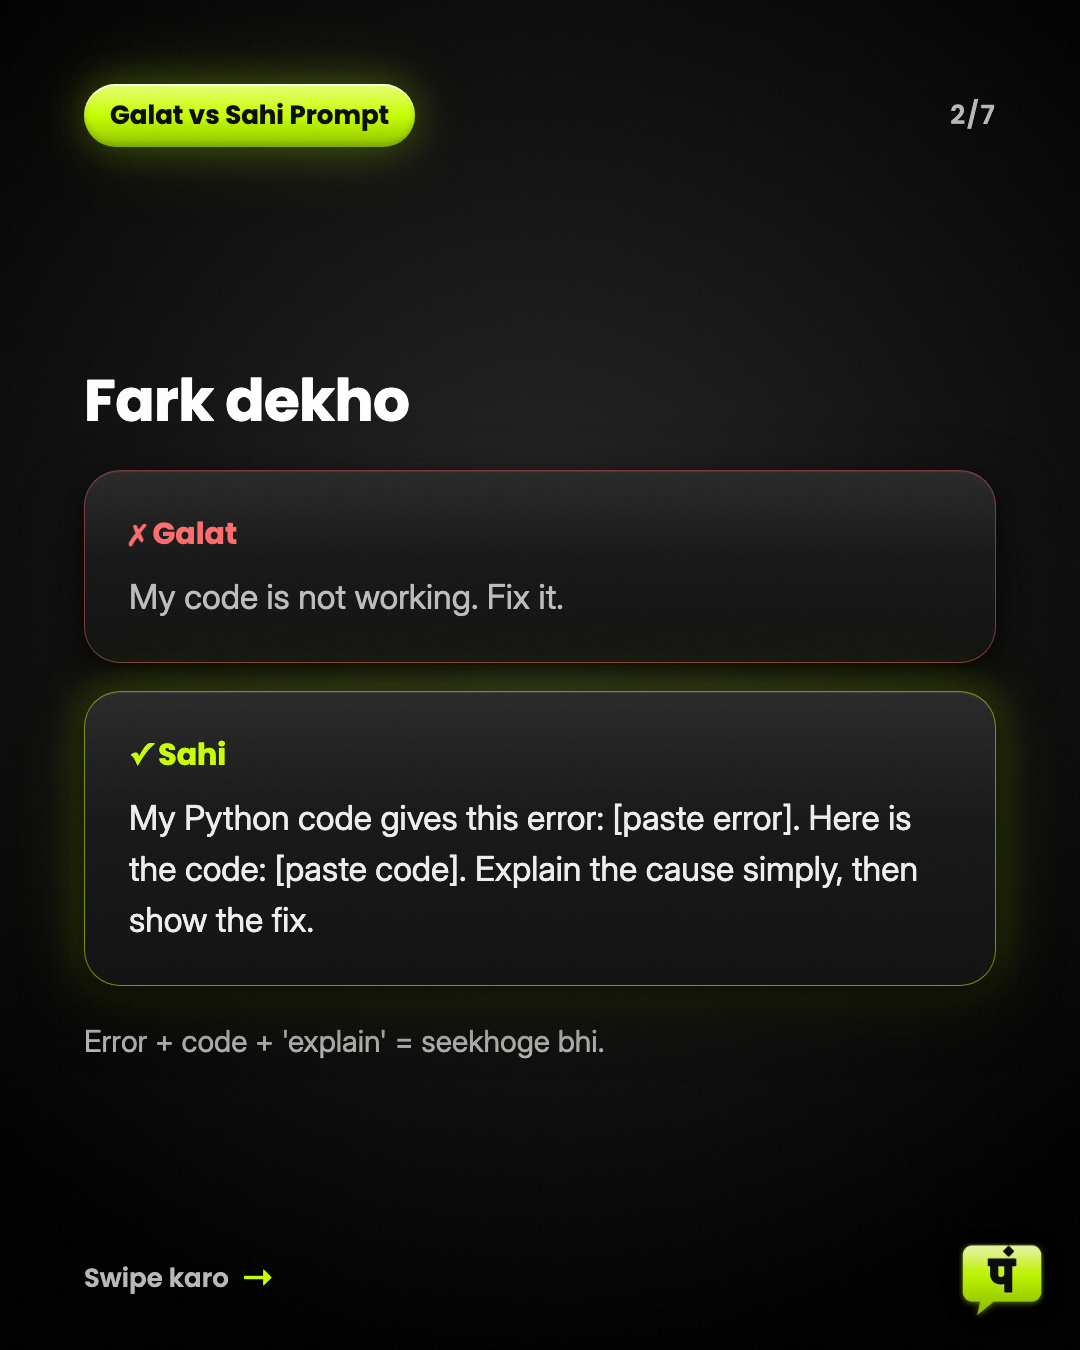 Galat vs Sahi Prompt
2/7
Fark dekho
✗ Galat
My code is not working. Fix it.
✓ Sahi
My Python code gives this error: [paste error]. Here is
the code: [paste code]. Explain the cause simply, then
show the fix.
Error + code + 'explain' = seekhoge bhi.
Swipe karo →
पं